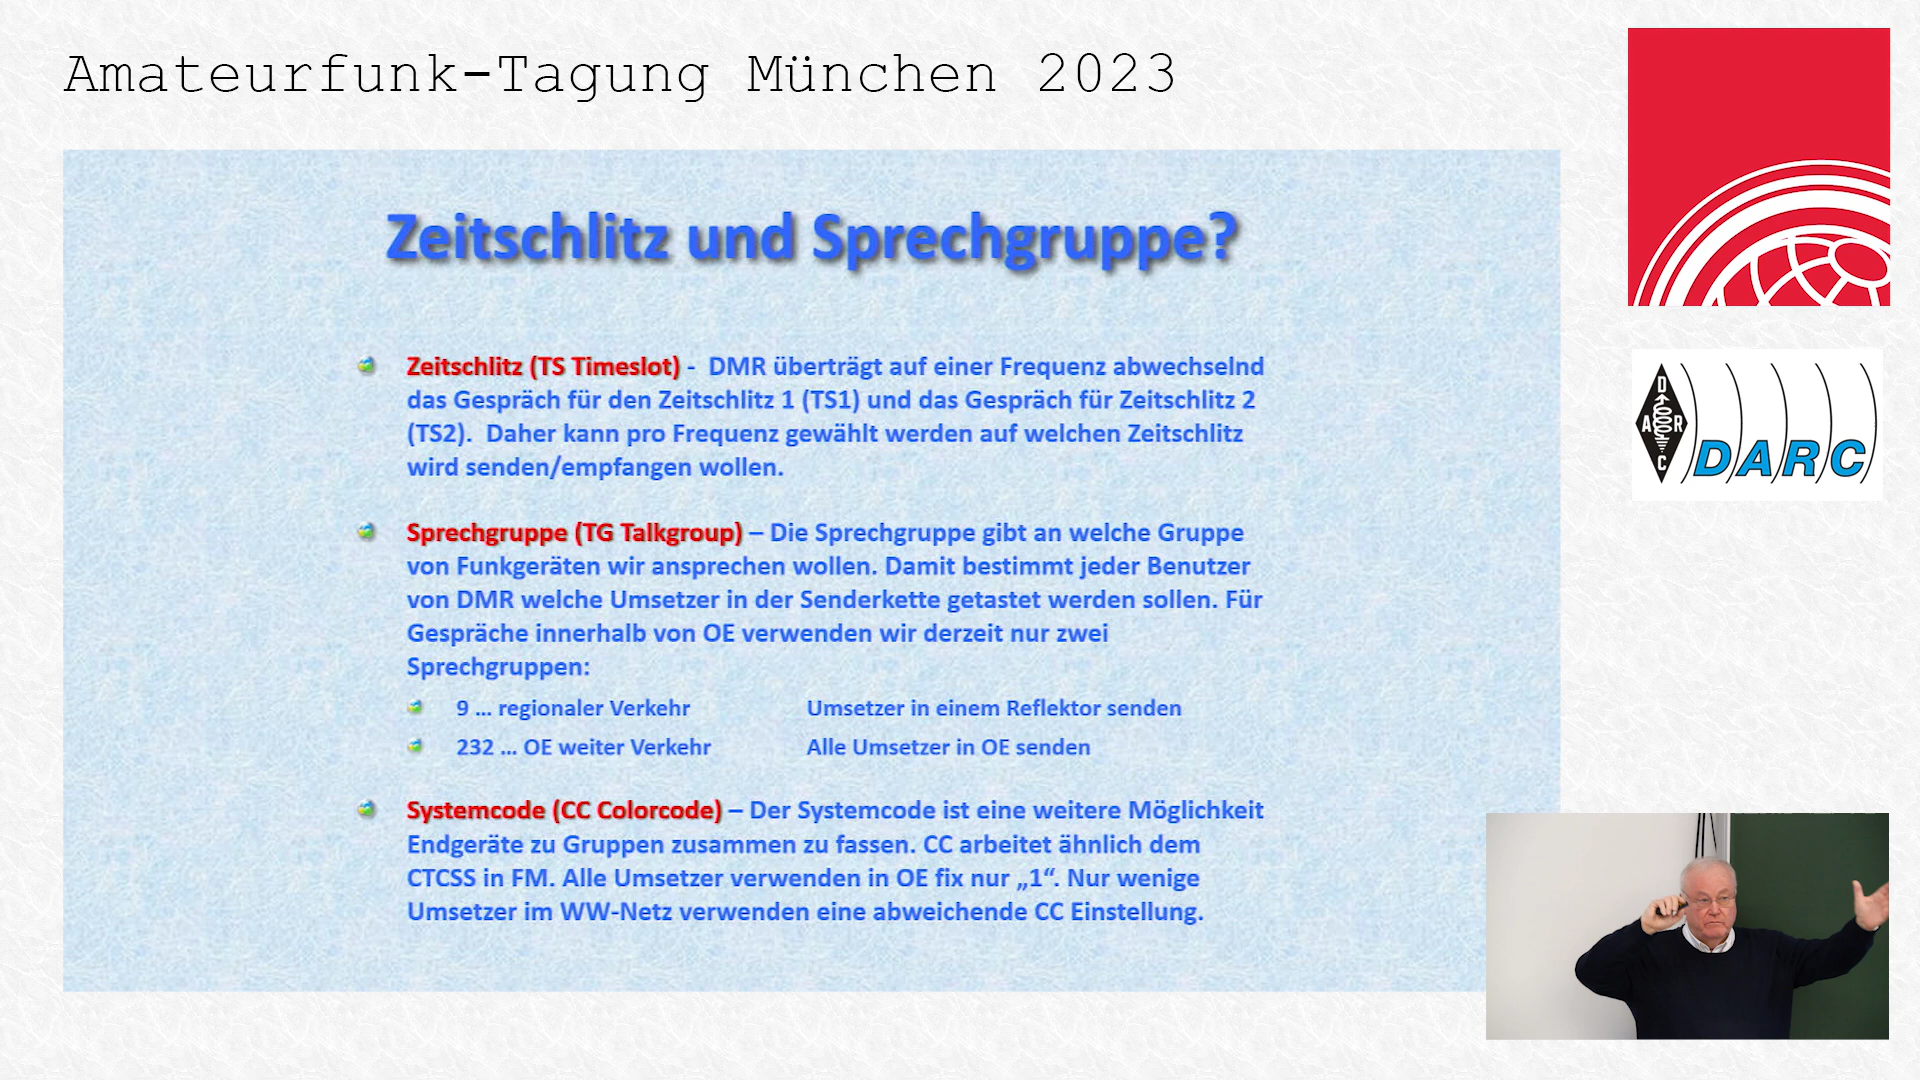 Amateurfunk-Tagung München 2023
Zeitschlitz und Sprechgruppe?
Zeitschlitz (TS Timeslot) - DMR überträgt auf einer Frequenz abwechselnd
das Gespräch für den Zeitschlitz 1 (TS1) und das Gespräch für Zeitschlitz 2
(TS2). Daher kann pro Frequenz gewählt werden auf welchen Zeitschlitz
wird senden/empfangen wollen.
Sprechgruppe (TG Talkgroup) – Die Sprechgruppe gibt an welche Gruppe
von Funkgeräten wir ansprechen wollen. Damit bestimmt jeder Benutzer
von DMR welche Umsetzer in der Senderkette getastet werden sollen. Für
Gespräche innerhalb von OE verwenden wir derzeit nur zwei
Sprechgruppen:
9 ... regionaler Verkehr Umsetzer in einem Reflektor senden
232 ... OE weiter Verkehr Alle Umsetzer in OE senden
Systemcode (CC Colorcode) – Der Systemcode ist eine weitere Möglichkeit
Endgeräte zu Gruppen zusammen zu fassen. CC arbeitet ähnlich dem
CTCSS in FM. Alle Umsetzer verwenden in OE fix nur „1“. Nur wenige
Umsetzer im WW-Netz verwenden eine abweichende CC Einstellung.
D
A R
C
DARC